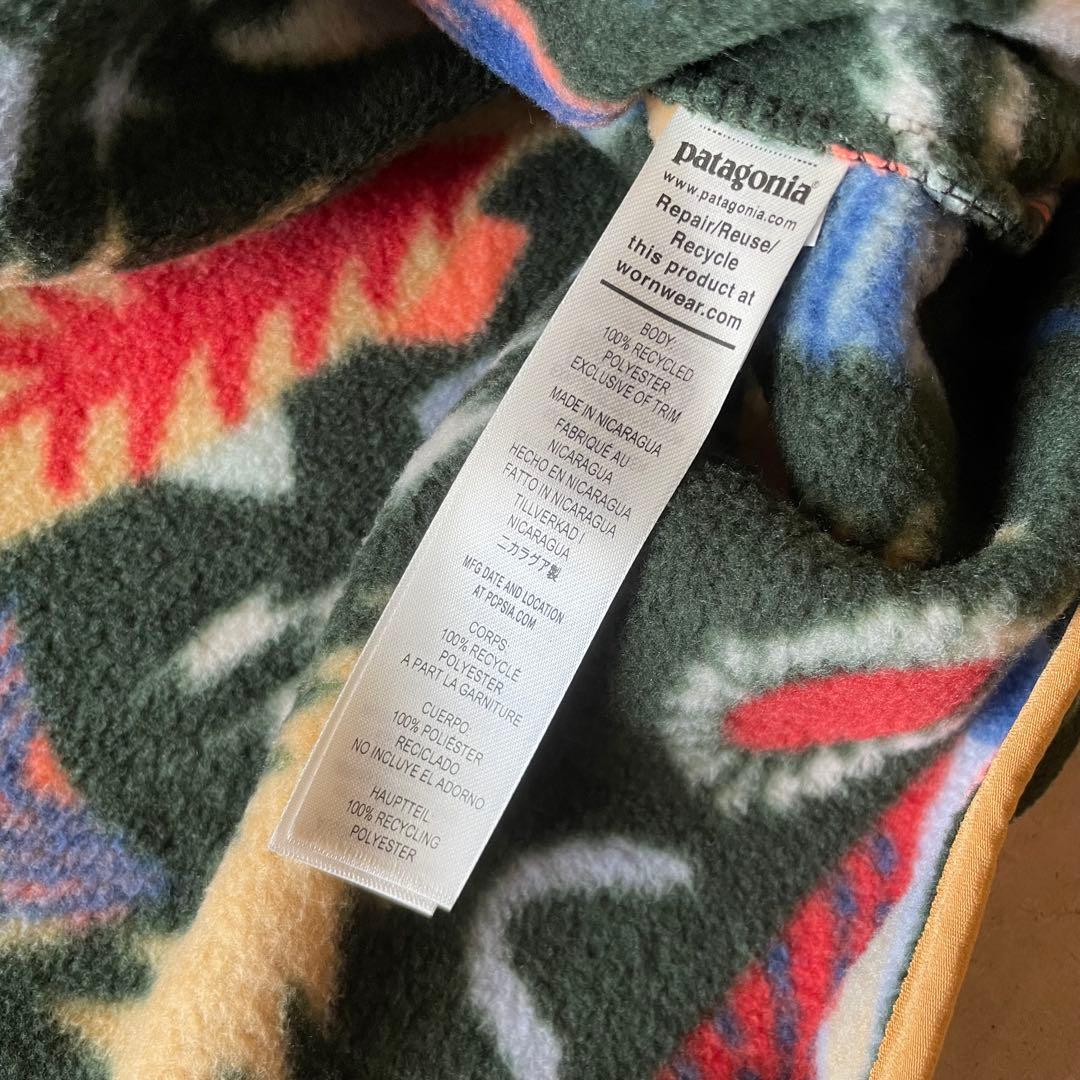 patagonia®
www.patagonia.com
Repair/Reuse/
Recycle
this product at
wornwear.com
BODY:
100% RECYCLED
POLYESTER
EXCLUSIVE OF TRIM
MADE IN NICARAGUA
FABRIQUÉ AU
NICARAGUA
HECHO EN NICARAGUA
FATTO IN NICARAGUA
TILLVERKAD I
NICARAGUA
ニカラグア製
MFG DATE AND LOCATION
AT PCPSIA.COM
CORPS:
100% RECYCLÉ
POLYESTER
A PART LA GARNITURE
CUERPO:
100% POLIÉSTER
RECICLADO
NO INCLUYE EL ADORNO
HAUPTTEIL:
100% RECYCLING
POLYESTER